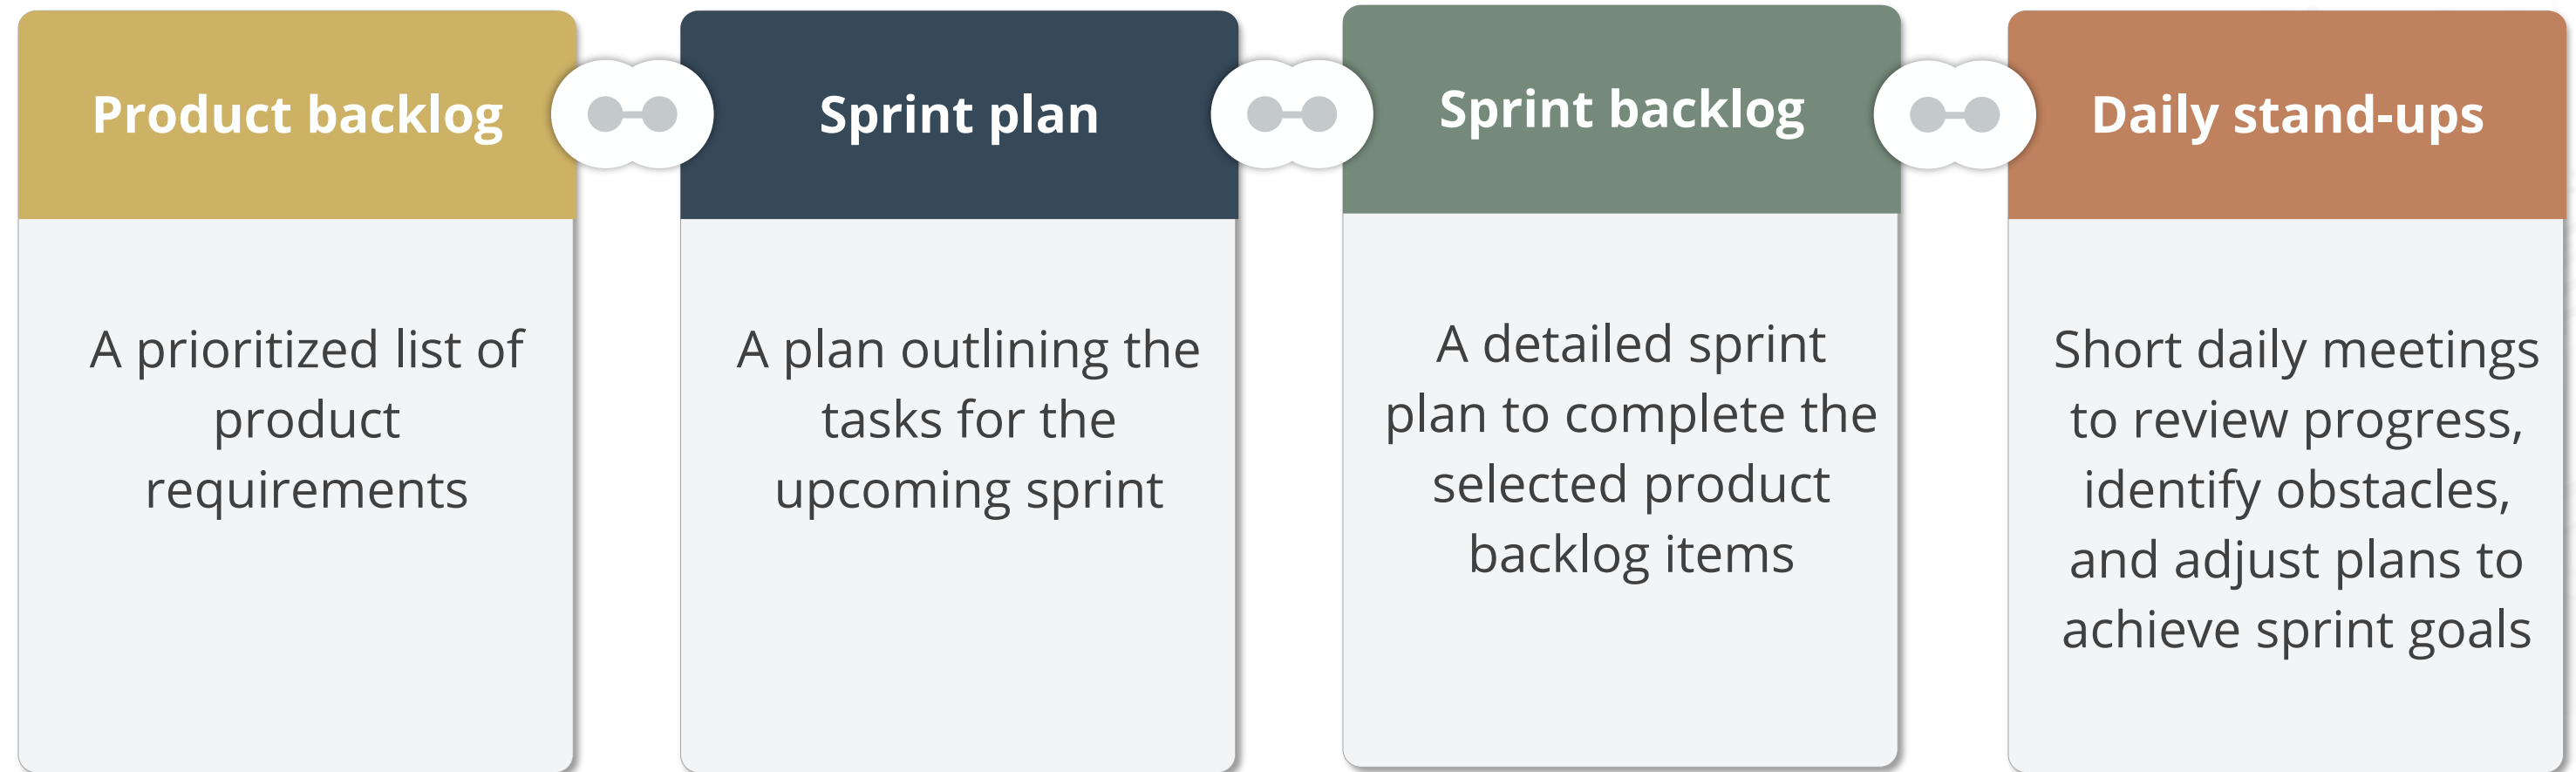 Product backlog
A prioritized list of
product
requirements
Sprint plan
A plan outlining the
tasks for the
upcoming sprint
Sprint backlog
A detailed sprint
plan to complete the
selected product
backlog items
Daily stand-ups
Short daily meetings
to review progress,
identify obstacles,
and adjust plans to
achieve sprint goals